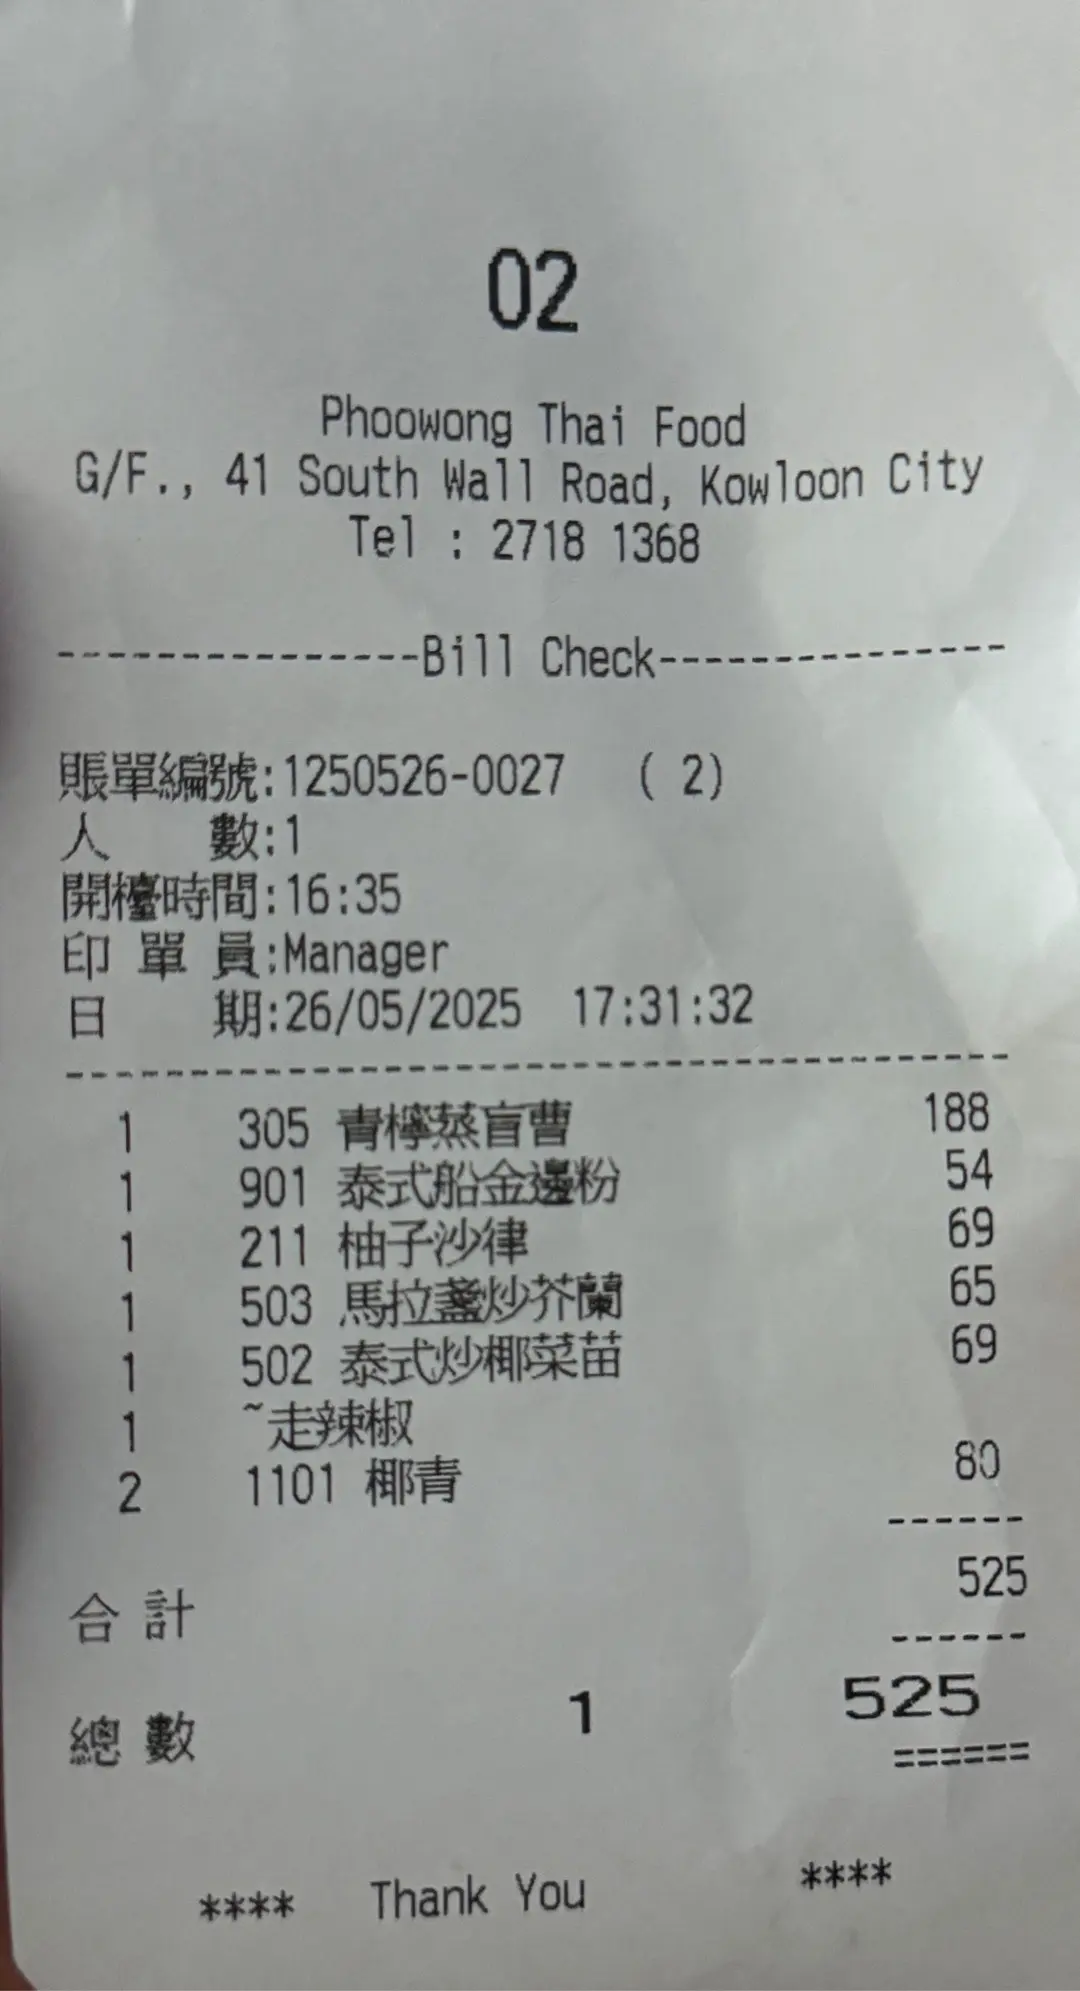 02
Phoowong Thai Food
G/F., 41 South Wall Road, Kowloon City
Tel : 2718 1368
---------------Bill Check---------------
賬單編號:1250526-0027 ( 2)
人 數:1
開檯時間:16:35
印 單 員:Manager
日 期:26/05/2025 17:31:32
----------------------------------------
1 305 青檸蒸盲曹 188
1 901 泰式船金邊粉 54
1 211 柚子沙律 69
1 503 馬拉盞炒芥蘭 65
1 502 泰式炒椰菜苗 69
1 ~走辣椒
2 1101 椰青 80
------
合 計 525
------
總 數 1 525
======
**** Thank You ****